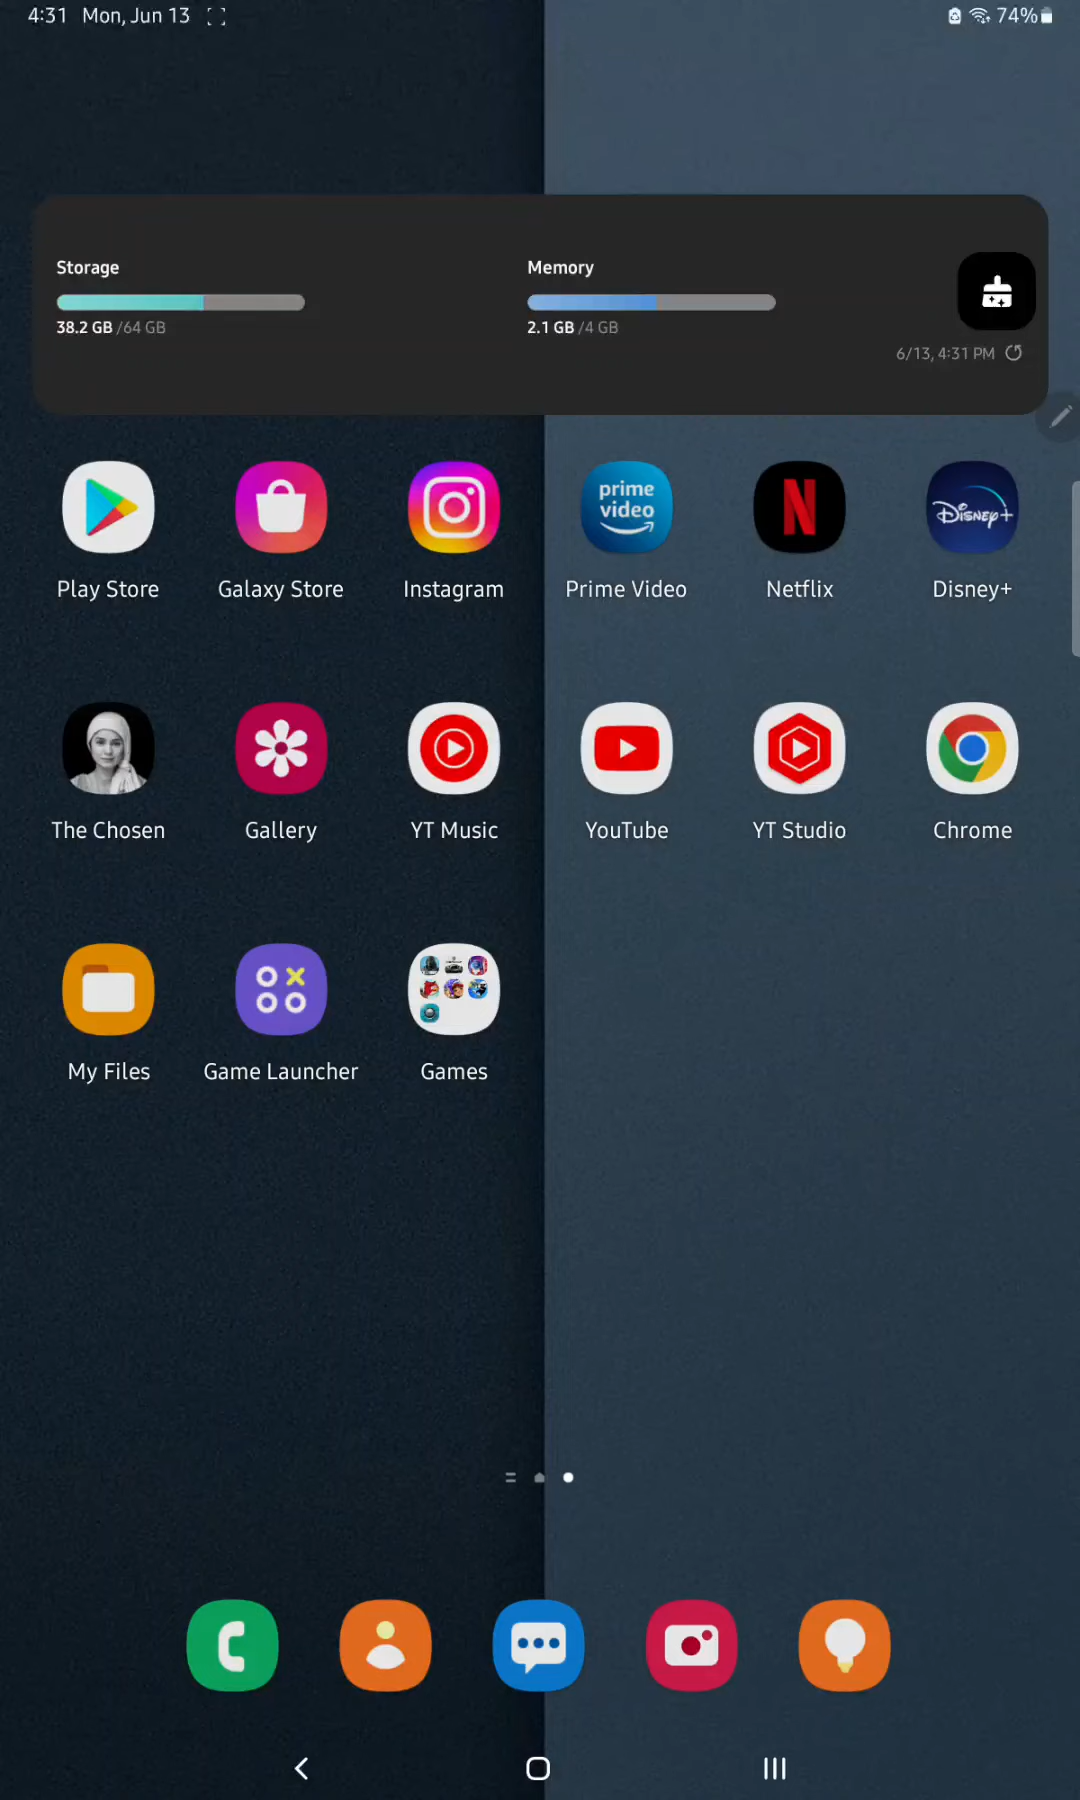 4:31 Mon, Jun 13
74%
Storage
38.2 GB /64 GB
Memory
2.1 GB /4 GB
6/13, 4:31 PM
prime video
N
Disney+
Play Store
Galaxy Store
Instagram
Prime Video
Netflix
Disney+
The Chosen
Gallery
YT Music
YouTube
YT Studio
Chrome
My Files
Game Launcher
Games